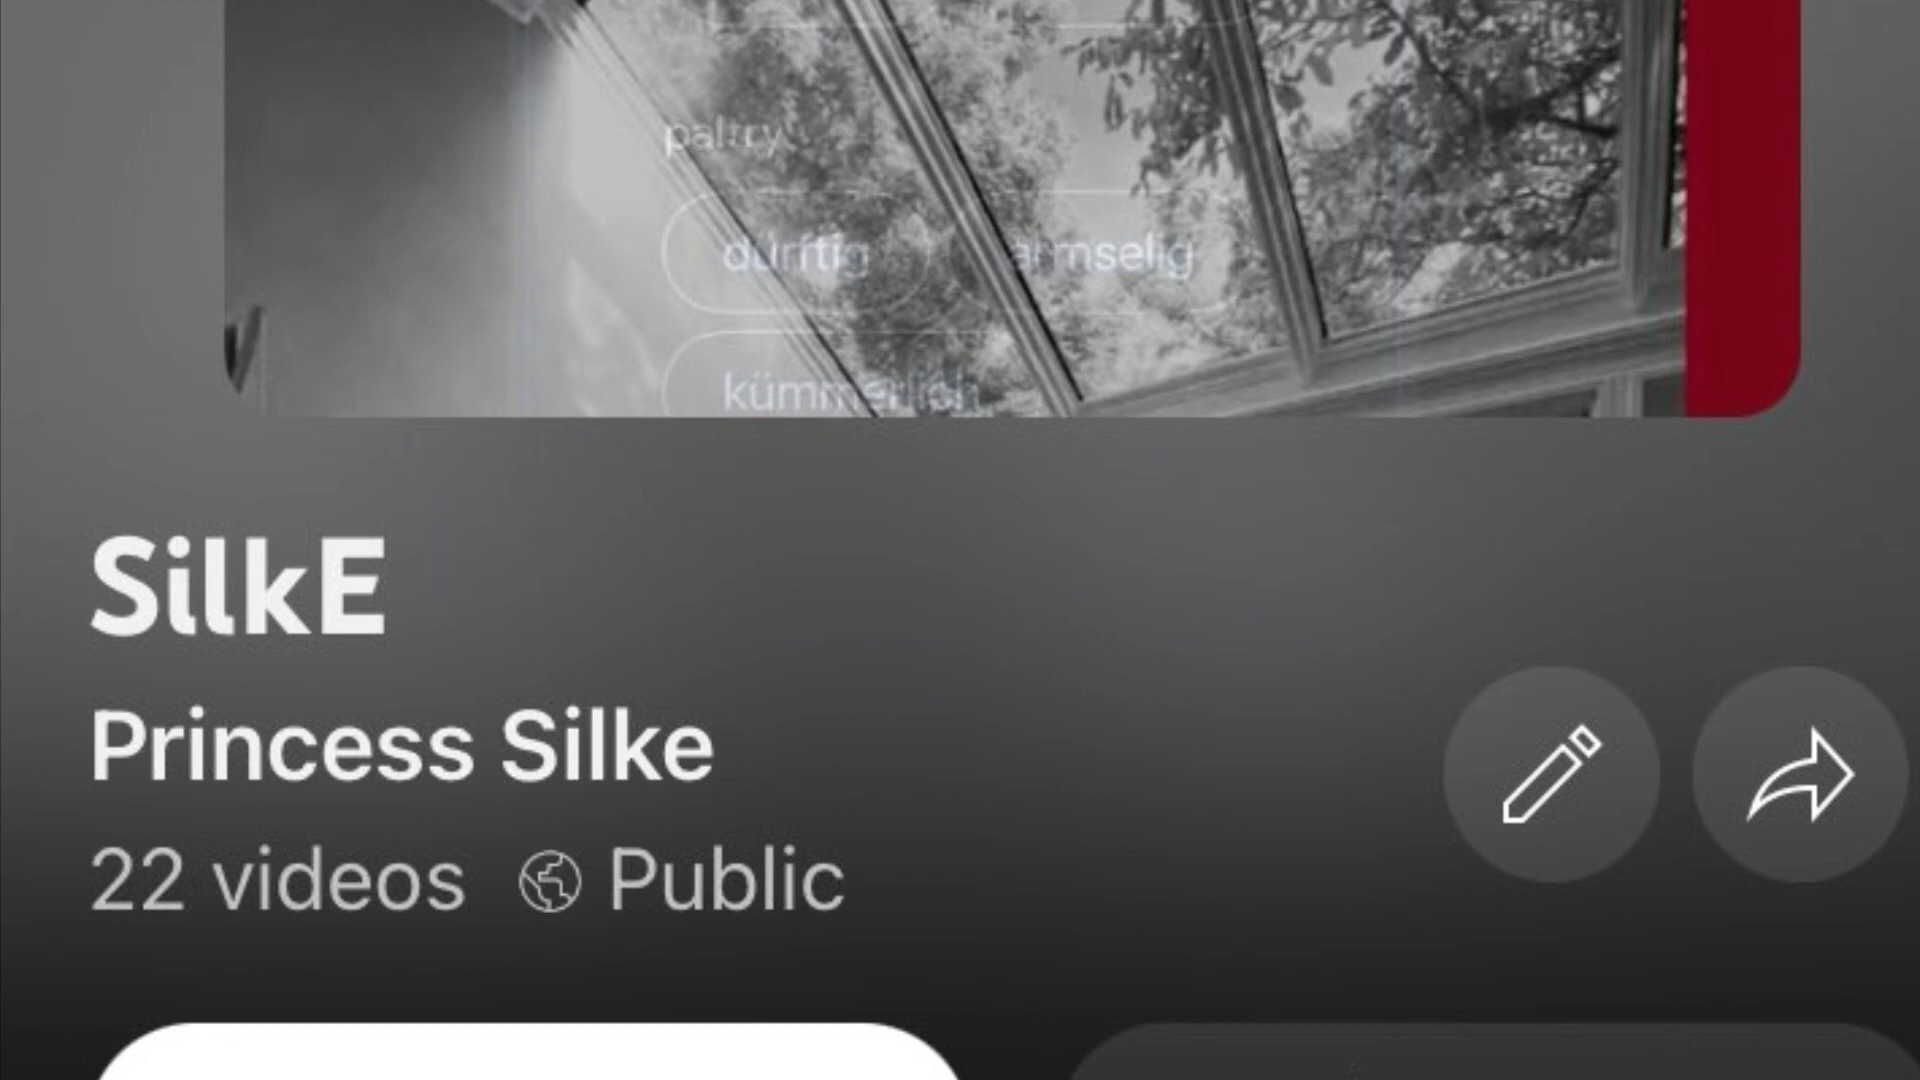 paltry
dürftig armselig
kümmerlich
SilkE
Princess Silke
22 videos Public